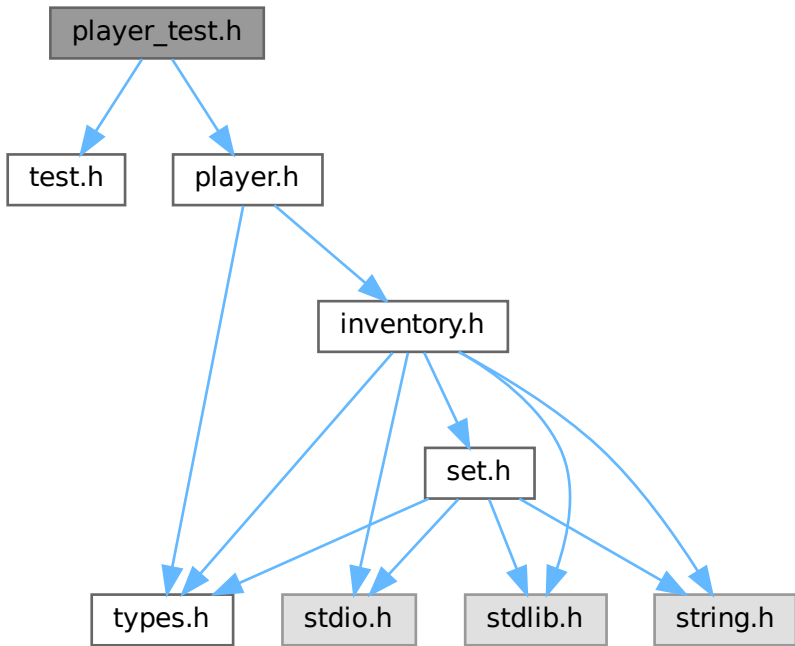 player_test.h
test.h
player.h
inventory.h
set.h
types.h
stdio.h
stdlib.h
string.h